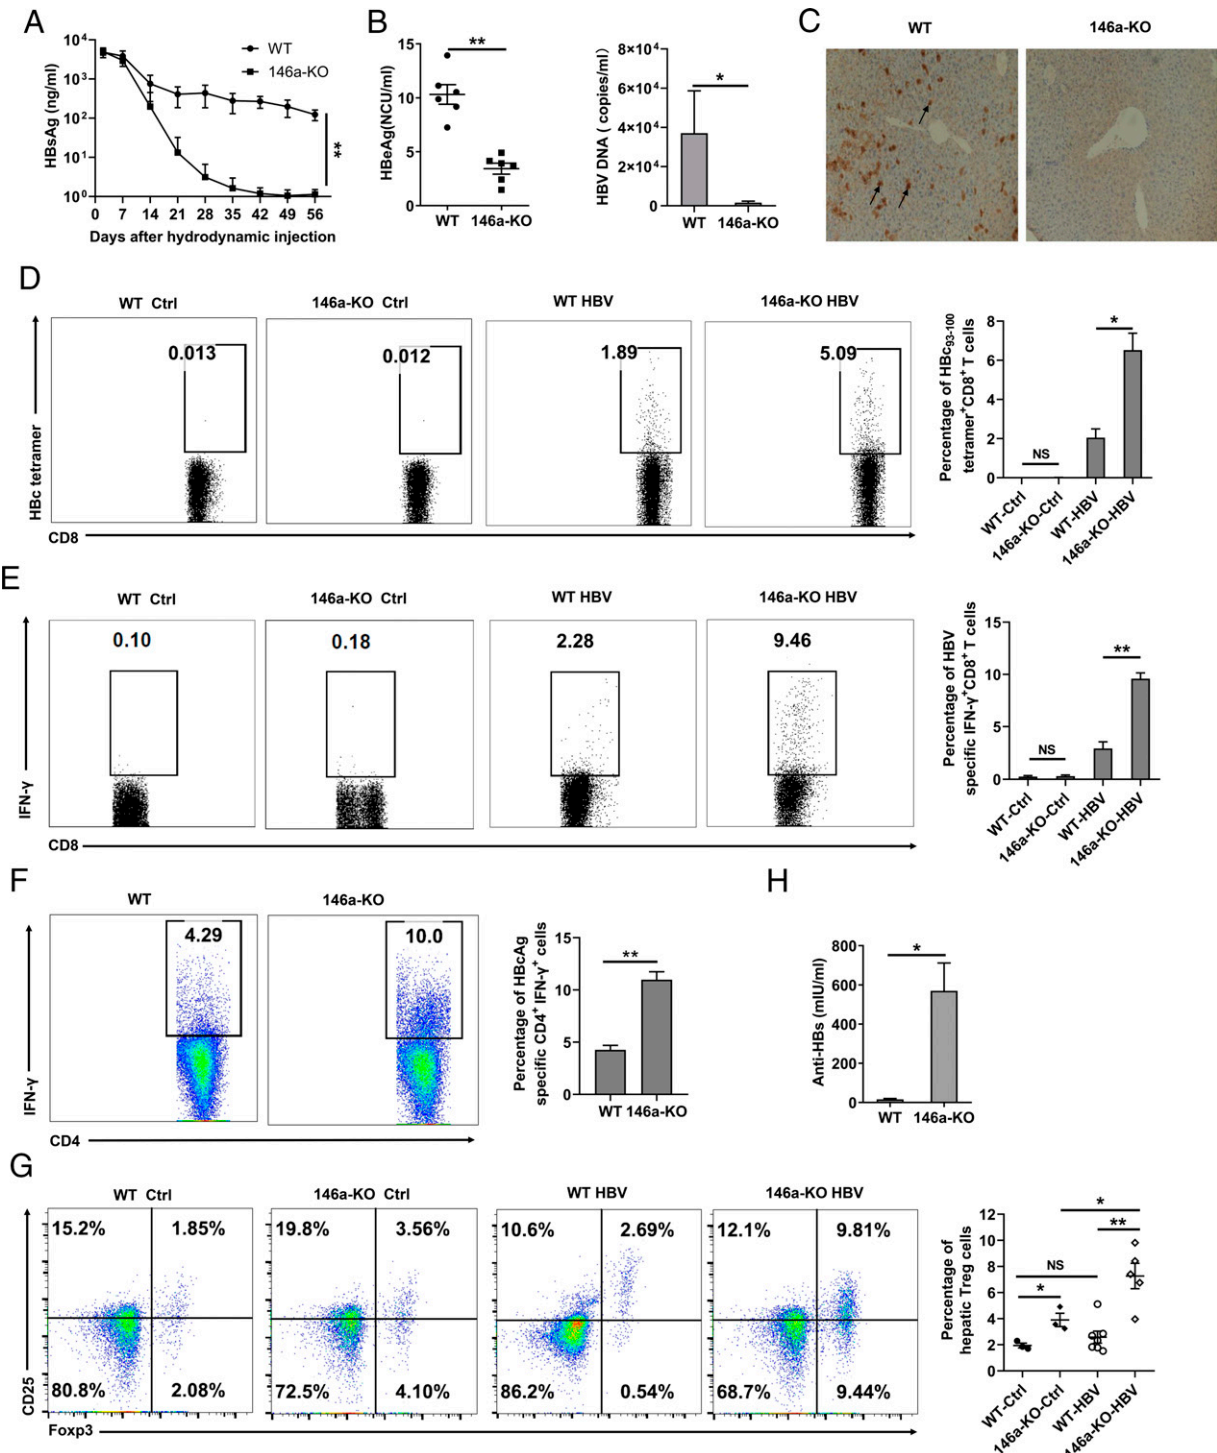 A
HBsAg (ng/ml)
10⁴
10³
10²
10¹
10⁰
WT
146a-KO
**
0 7 14 21 28 35 42 49 56
Days after hydrodynamic injection
B
HBeAg(NCU/ml)
15
10
5
0
**
WT 146a-KO
HBV DNA ( copies/ml)
8×10⁴
6×10⁴
4×10⁴
2×10⁴
0
*
WT 146a-KO
C
WT 146a-KO
D
WT Ctrl 146a-KO Ctrl WT HBV 146a-KO HBV
0.013 0.012 1.89 5.09
HBc tetramer
CD8
Percentage of HBc93-100
tetramer⁺CD8⁺ T cells
8
6
4
2
0
NS
*
WT-Ctrl
146a-KO-Ctrl
WT-HBV
146a-KO-HBV
E
WT Ctrl 146a-KO Ctrl WT HBV 146a-KO HBV
0.10 0.18 2.28 9.46
IFN-γ
CD8
Percentage of HBV
specific IFN-γ⁺CD8⁺ T cells
15
10
5
0
NS
**
WT-Ctrl
146a-KO-Ctrl
WT-HBV
146a-KO-HBV
F
WT 146a-KO
4.29 10.0
IFN-γ
CD4
Percentage of HBcAg
specific CD4⁺ IFN-γ⁺ cells
15
10
5
0
**
WT 146a-KO
H
Anti-HBs (mIU/ml)
800
600
400
200
0
*
WT 146a-KO
G
WT Ctrl 146a-KO Ctrl WT HBV 146a-KO HBV
15.2% 1.85% 19.8% 3.56% 10.6% 2.69% 12.1% 9.81%
80.8% 2.08% 72.5% 4.10% 86.2% 0.54% 68.7% 9.44%
CD25
Foxp3
Percentage of
hepatic Treg cells
12
10
8
6
4
2
0
*
**
NS
*
WT-Ctrl
146a-KO-Ctrl
WT-HBV
146a-KO-HBV